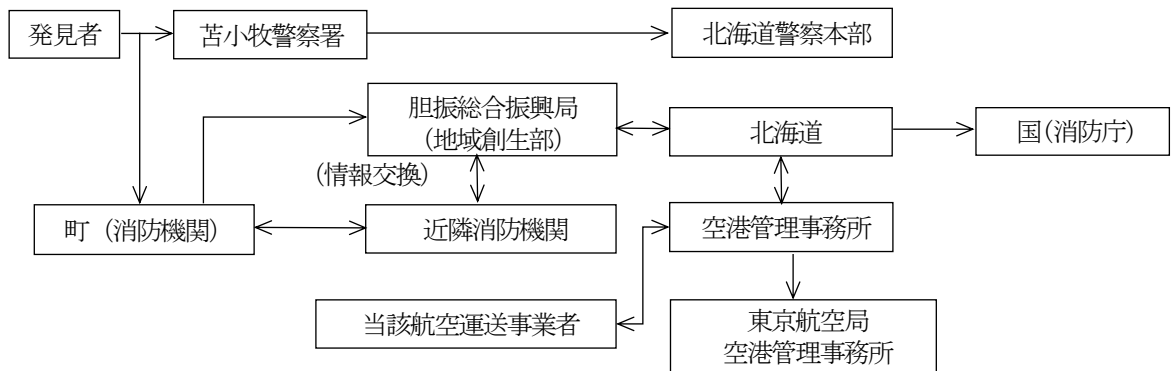 発見者
苫小牧警察署
北海道警察本部
胆振総合振興局
(地域創生部)
北海道
国(消防庁)
(情報交換)
町（消防機関）
近隣消防機関
空港管理事務所
当該航空運送事業者
東京航空局
空港管理事務所